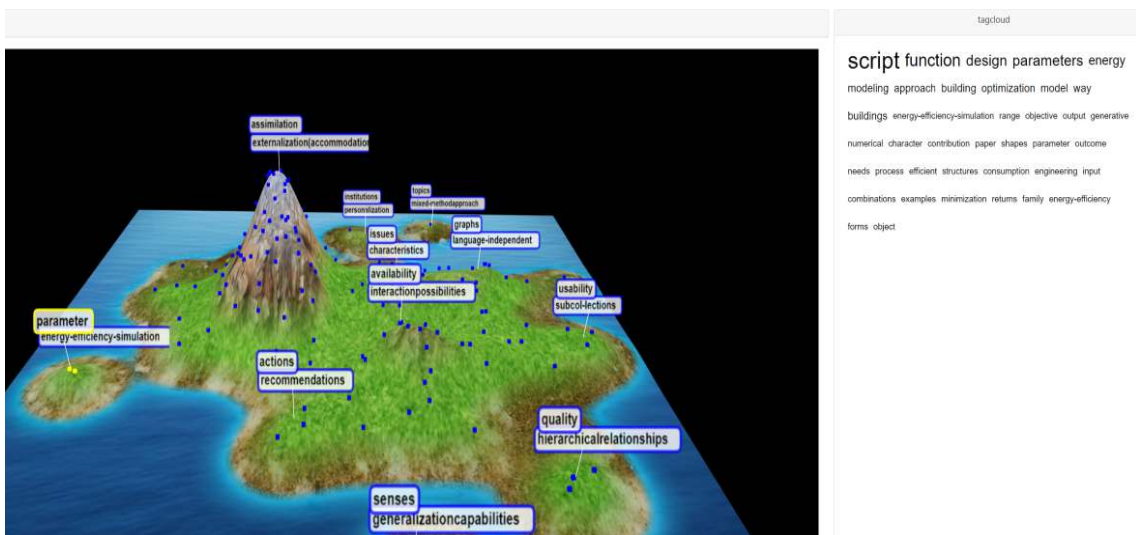 tagcloud
script function design parameters energy
modeling approach building optimization model way
buildings energy-efficiency-simulation range objective output generative
numerical character contribution paper shapes parameter outcome
needs process efficient structures consumption engineering input
combinations examples minimization returns family energy-efficiency
forms object
assimilation
externalization(accommodation
institutions
personslization
topics
mixed-methodapproach
issues
characteristics
graphs
language-independent
availability
interactionpossibilities
usability
subcol-lections
parameter
energy-efficiency-simulation
actions
recommendations
quality
hierarchicalrelationships
senses
generalizationcapabilities